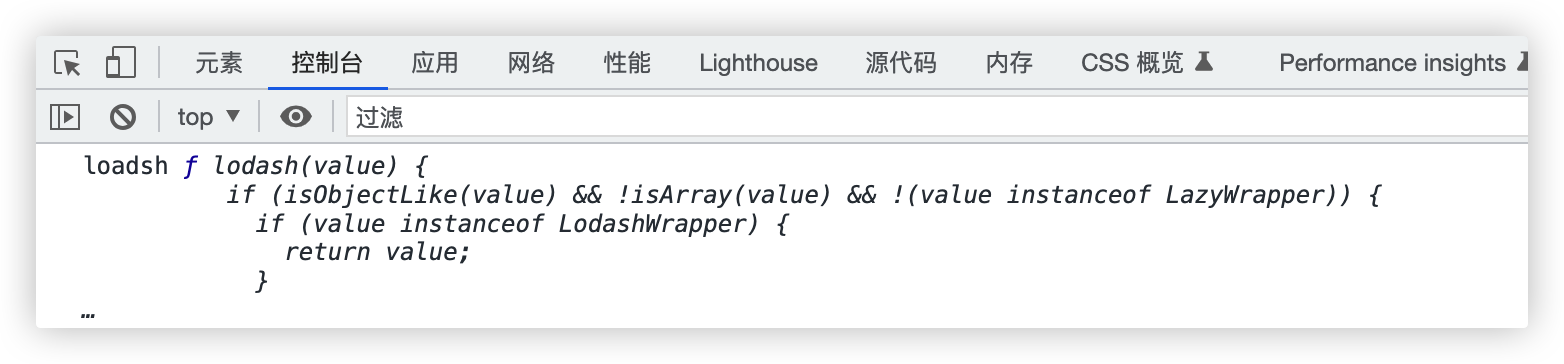 元素 控制台 应用 网络 性能 Lighthouse 源代码 内存 CSS 概览 Performance insights
top ▼ 过滤
loadsh ƒ lodash(value) {
if (isObjectLike(value) && !isArray(value) && !(value instanceof LazyWrapper)) {
if (value instanceof LodashWrapper) {
return value;
}
…